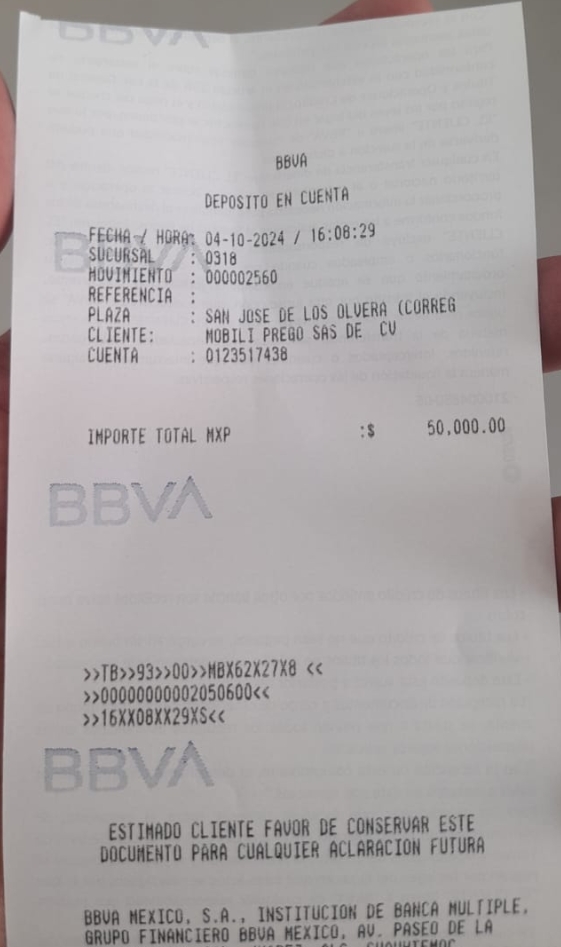 BBVA
BBVA
DEPOSITO EN CUENTA
FECHA / HORA: 04-10-2024 / 16:08:29
SUCURSAL : 0318
MOVIMIENTO : 000002560
REFERENCIA :
PLAZA : SAN JOSE DE LOS OLVERA (CORREG
CLIENTE: MOBILI PREGO SAS DE CV
CUENTA : 0123517438
IMPORTE TOTAL MXP :$ 50,000.00
BBVA
>>TB>>93>>00>>MBX62X27X8 <<
>>00000000002050600<<
>>16XX08XX29XS<<
BBVA
ESTIMADO CLIENTE FAVOR DE CONSERVAR ESTE
DOCUMENTO PARA CUALQUIER ACLARACION FUTURA
BBVA MEXICO, S.A., INSTITUCION DE BANCA MULTIPLE,
GRUPO FINANCIERO BBVA MEXICO, AV. PASEO DE LA